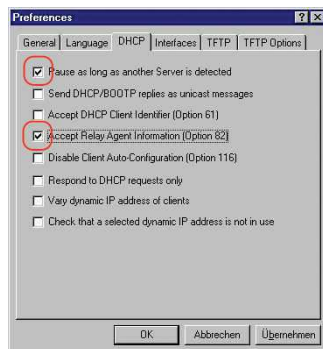 Preferences
General Language DHCP Interfaces TFTP TFTP Options
Pause as long as another Server is detected
Send DHCP/BOOTP replies as unicast messages
Accept DHCP Client Identifier (Option 61)
Accept Relay Agent Information (Option 82)
Disable Client Auto-Configuration (Option 116)
Respond to DHCP requests only
Vary dynamic IP address of clients
Check that a selected dynamic IP address is not in use
OK Abbrechen Übernehmen